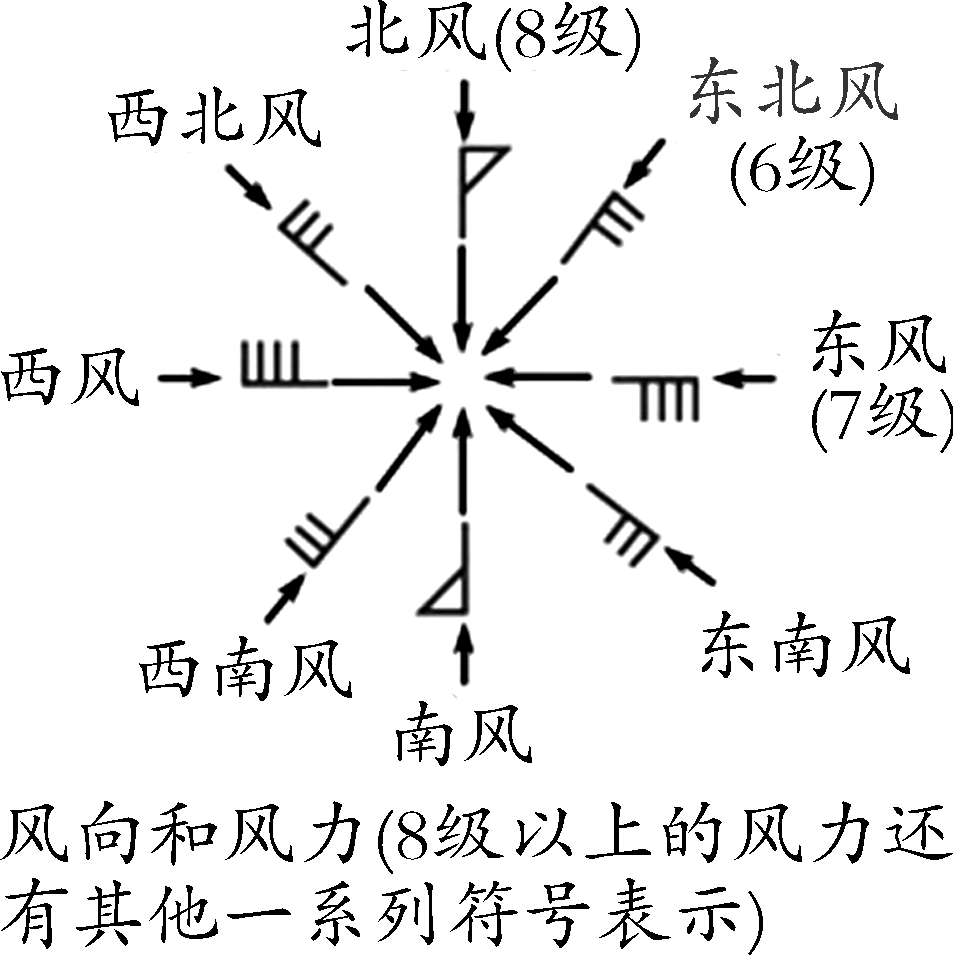 北风(8级)
西北风
东北风
(6级)
西风
东风
(7级)
西南风
东南风
南风
风向和风力(8级以上的风力还
有其他一系列符号表示)